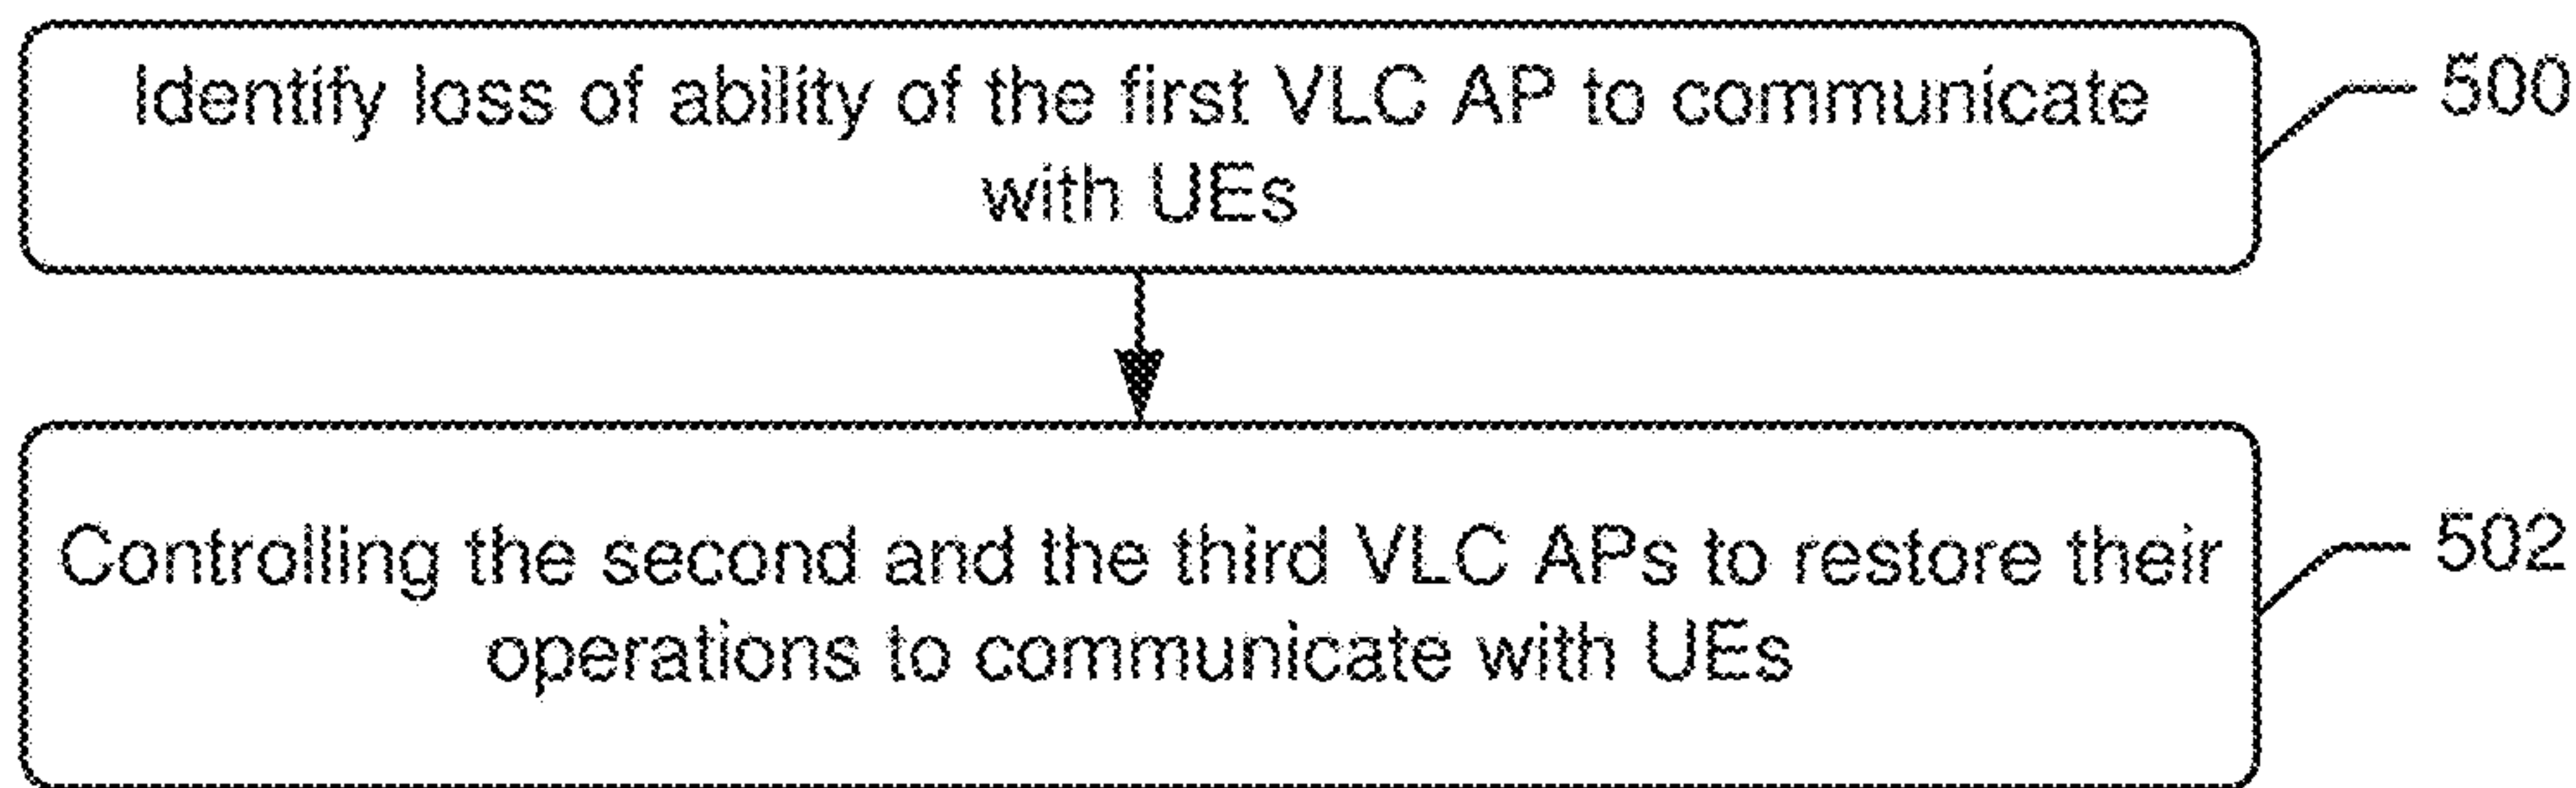 Identify loss of ability of the first VLC AP to communicate
with UEs
500
Controlling the second and the third VLC APs to restore their
operations to communicate with UEs
502